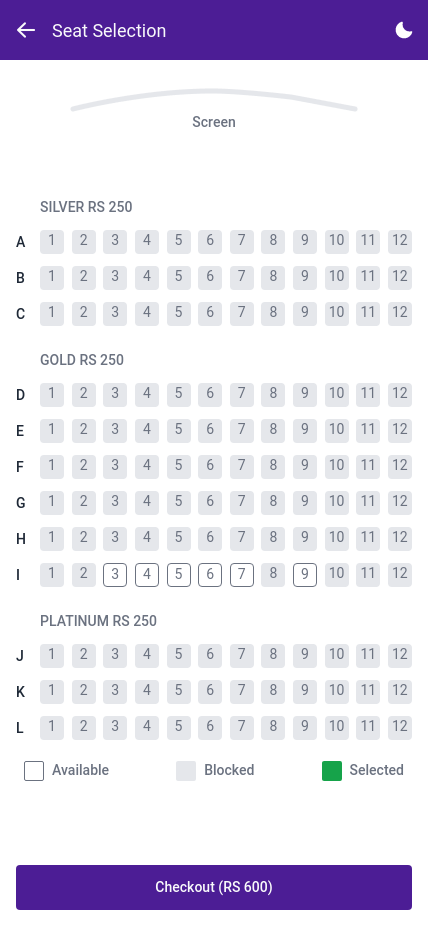 Seat Selection
Screen
SILVER RS 250
A 1 2 3 4 5 6 7 8 9 10 11 12
B 1 2 3 4 5 6 7 8 9 10 11 12
C 1 2 3 4 5 6 7 8 9 10 11 12
GOLD RS 250
D 1 2 3 4 5 6 7 8 9 10 11 12
E 1 2 3 4 5 6 7 8 9 10 11 12
F 1 2 3 4 5 6 7 8 9 10 11 12
G 1 2 3 4 5 6 7 8 9 10 11 12
H 1 2 3 4 5 6 7 8 9 10 11 12
I 1 2 3 4 5 6 7 8 9 10 11 12
PLATINUM RS 250
J 1 2 3 4 5 6 7 8 9 10 11 12
K 1 2 3 4 5 6 7 8 9 10 11 12
L 1 2 3 4 5 6 7 8 9 10 11 12
Available Blocked Selected
Checkout (RS 600)